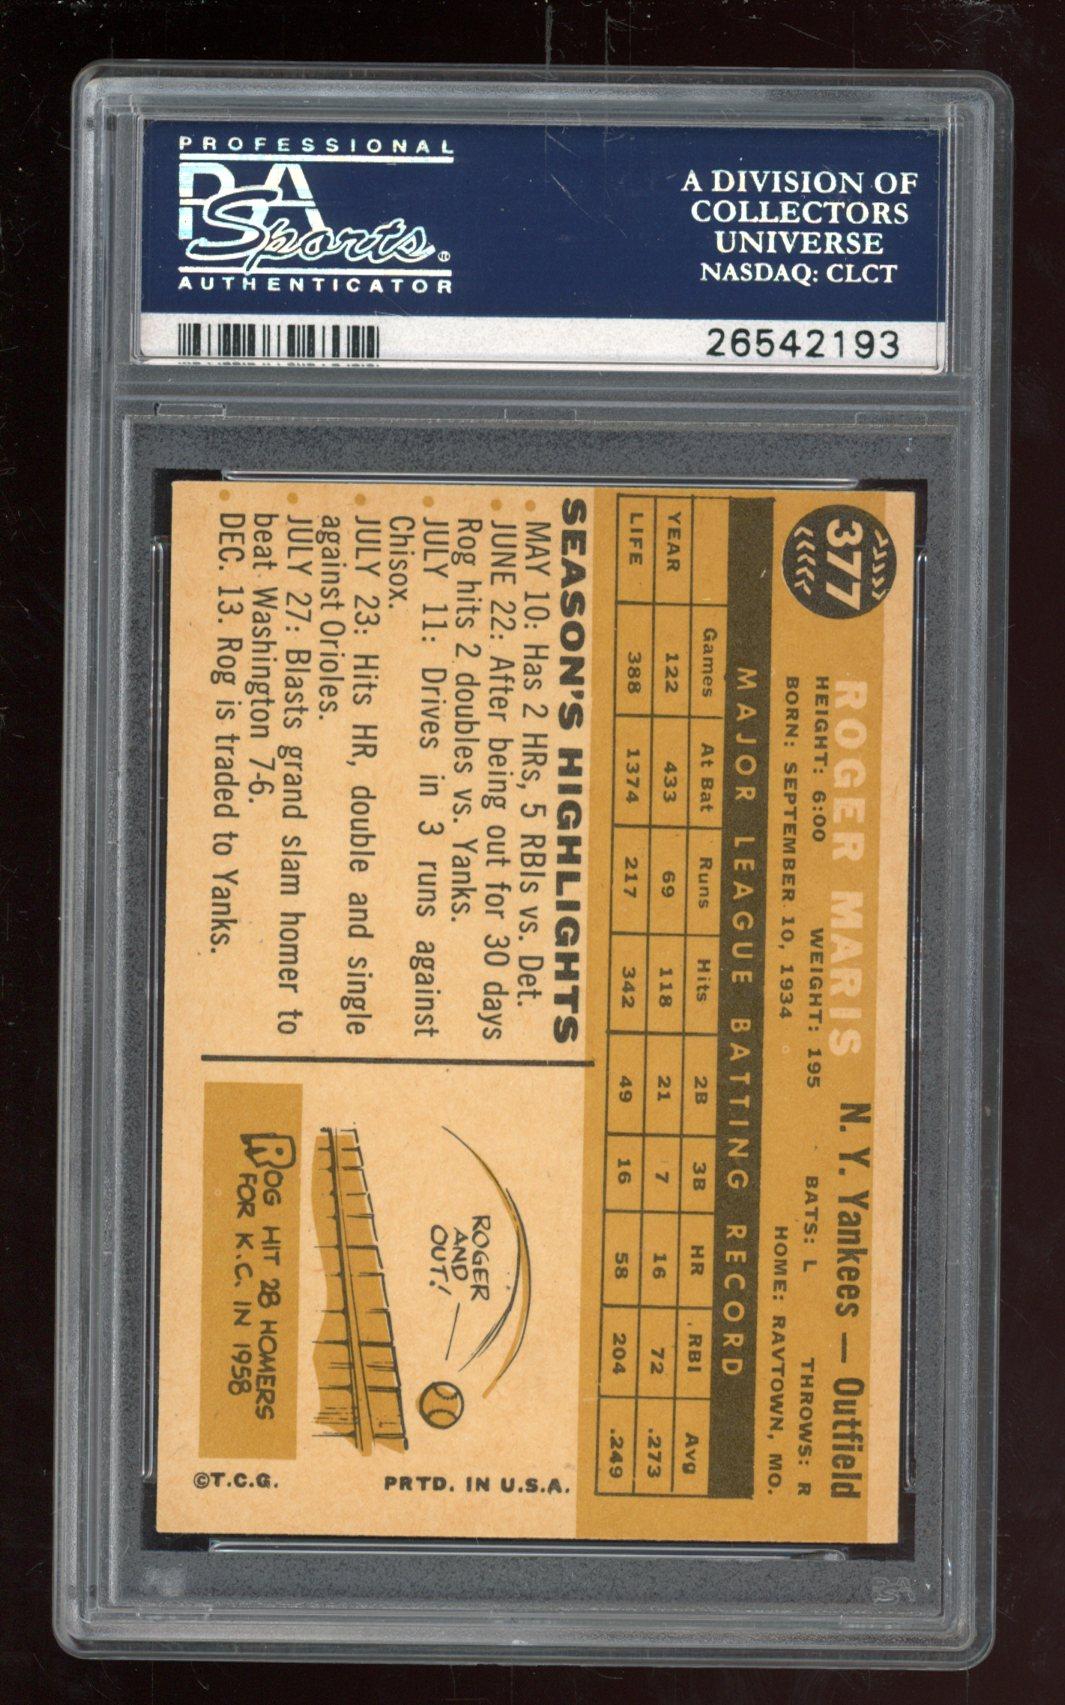 PROFESSIONAL
PSA
Sports
AUTHENTICATOR
A DIVISION OF
COLLECTORS
UNIVERSE
NASDAQ: CLCT
26542193
377
ROGER MARIS
N. Y. Yankees — Outfield
HEIGHT: 6:00 WEIGHT: 195 BATS: L THROWS: R
BORN: SEPTEMBER 10, 1934 HOME: RAYTOWN, MO.
MAJOR LEAGUE BATTING RECORD
Games At Bat Runs Hits 2B 3B HR RBI Avg
YEAR 122 433 69 118 21 7 16 72 .273
LIFE 388 1374 217 342 49 16 58 204 .249
SEASON'S HIGHLIGHTS
• MAY 10: Has 2 HRs, 5 RBIs vs. Det.
• JUNE 22: After being out for 30 days
Rog hits 2 doubles vs. Yanks.
• JULY 11: Drives in 3 runs against
Chisox.
• JULY 23: Hits HR, double and single
against Orioles.
• JULY 27: Blasts grand slam homer to
beat Washington 7-6.
• DEC. 13. Rog is traded to Yanks.
ROGER
AND
OUT!
ROG HIT 28 HOMERS
FOR K.C. IN 1958
©T.C.G.
PRTD. IN U.S.A.
PSA